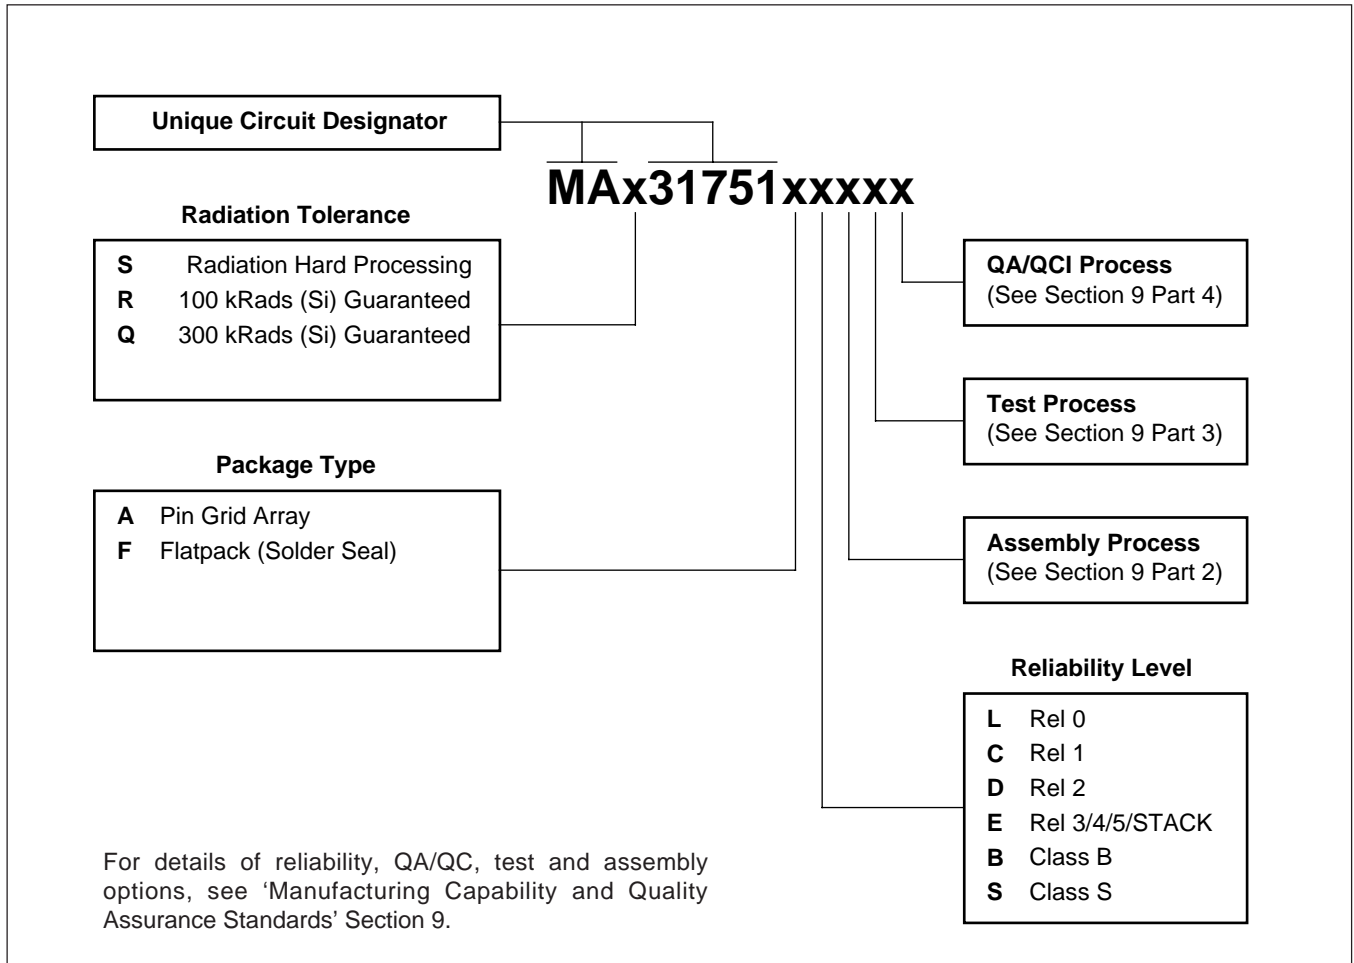 Unique Circuit Designator
MAx31751xxxxx
Radiation Tolerance
S Radiation Hard Processing
R 100 kRads (Si) Guaranteed
Q 300 kRads (Si) Guaranteed
Package Type
A Pin Grid Array
F Flatpack (Solder Seal)
QA/QCI Process
(See Section 9 Part 4)
Test Process
(See Section 9 Part 3)
Assembly Process
(See Section 9 Part 2)
Reliability Level
L Rel 0
C Rel 1
D Rel 2
E Rel 3/4/5/STACK
B Class B
S Class S
For details of reliability, QA/QC, test and assembly
options, see ‘Manufacturing Capability and Quality
Assurance Standards’ Section 9.